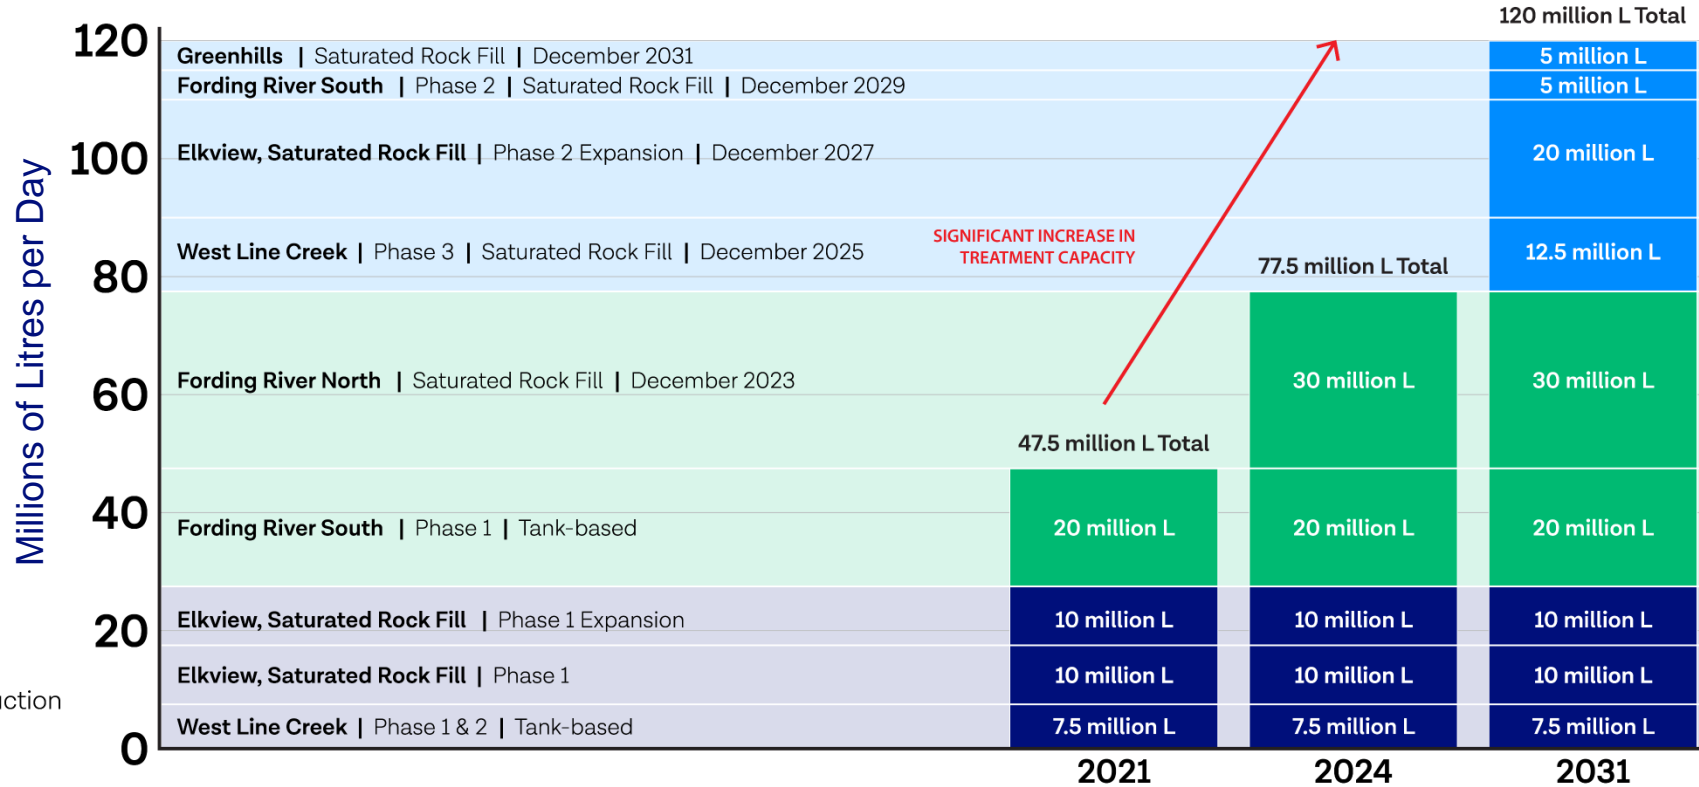 120 million L Total
120
Greenhills | Saturated Rock Fill | December 2031
5 million L
Fording River South | Phase 2 | Saturated Rock Fill | December 2029
5 million L
100
Elkview, Saturated Rock Fill | Phase 2 Expansion | December 2027
20 million L
Millions of Litres per Day
SIGNIFICANT INCREASE IN
TREATMENT CAPACITY
West Line Creek | Phase 3 | Saturated Rock Fill | December 2025
12.5 million L
77.5 million L Total
80
Fording River North | Saturated Rock Fill | December 2023
30 million L
30 million L
60
47.5 million L Total
40
Fording River South | Phase 1 | Tank-based
20 million L
20 million L
20 million L
Elkview, Saturated Rock Fill | Phase 1 Expansion
10 million L
10 million L
10 million L
20
Elkview, Saturated Rock Fill | Phase 1
10 million L
10 million L
10 million L
West Line Creek | Phase 1 & 2 | Tank-based
7.5 million L
7.5 million L
7.5 million L
0
2021
2024
2031